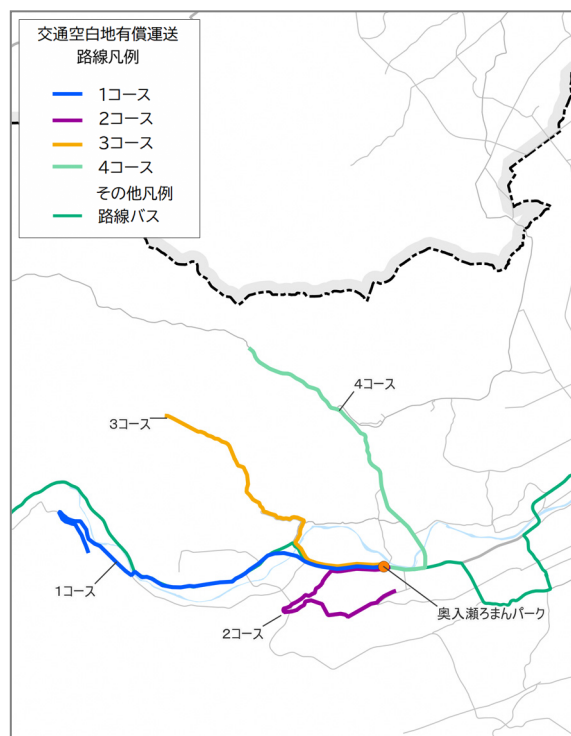 交通空白地有償運送
路線凡例
1コース
2コース
3コース
4コース
その他凡例
路線バス
4コース
3コース
1コース
奥入瀬ろまんパーク
2コース